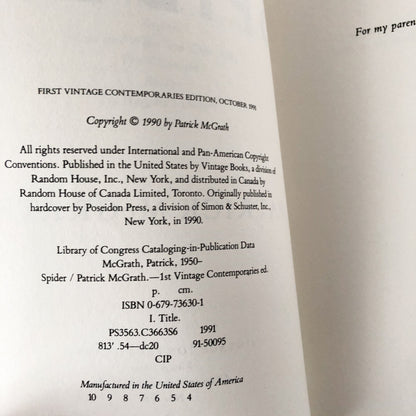 FIRST VINTAGE CONTEMPORARIES EDITION, OCTOBER 1991
Copyright © 1990 by Patrick McGrath
All rights reserved under International and Pan-American Copyright
Conventions. Published in the United States by Vintage Books, a division of
Random House, Inc., New York, and distributed in Canada by
Random House of Canada Limited, Toronto. Originally published in
hardcover by Poseidon Press, a division of Simon & Schuster, Inc.,
New York, in 1990.
Library of Congress Cataloging-in-Publication Data
McGrath, Patrick, 1950–
Spider / Patrick McGrath.—1st Vintage Contemporaries ed.
p. cm.
ISBN 0-679-73630-1
I. Title.
PS3563.C3663S6 1991
813'.54—dc20 91-50095
CIP
Manufactured in the United States of America
10 9 8 7 6 5 4
For my paren